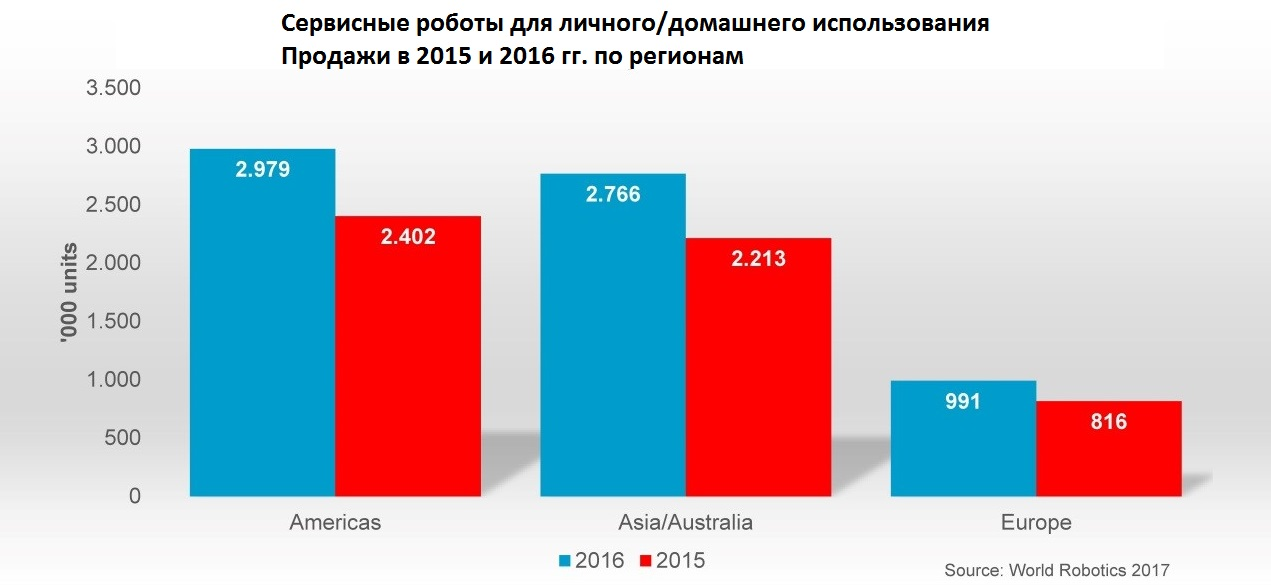 Сервисные роботы для личного/домашнего использования
Продажи в 2015 и 2016 гг. по регионам
3.500
3.000
2.500
2.000
1.500
1.000
500
0
'000 units
2.979
2.402
2.766
2.213
991
816
Americas
Asia/Australia
Europe
2016
2015
Source: World Robotics 2017